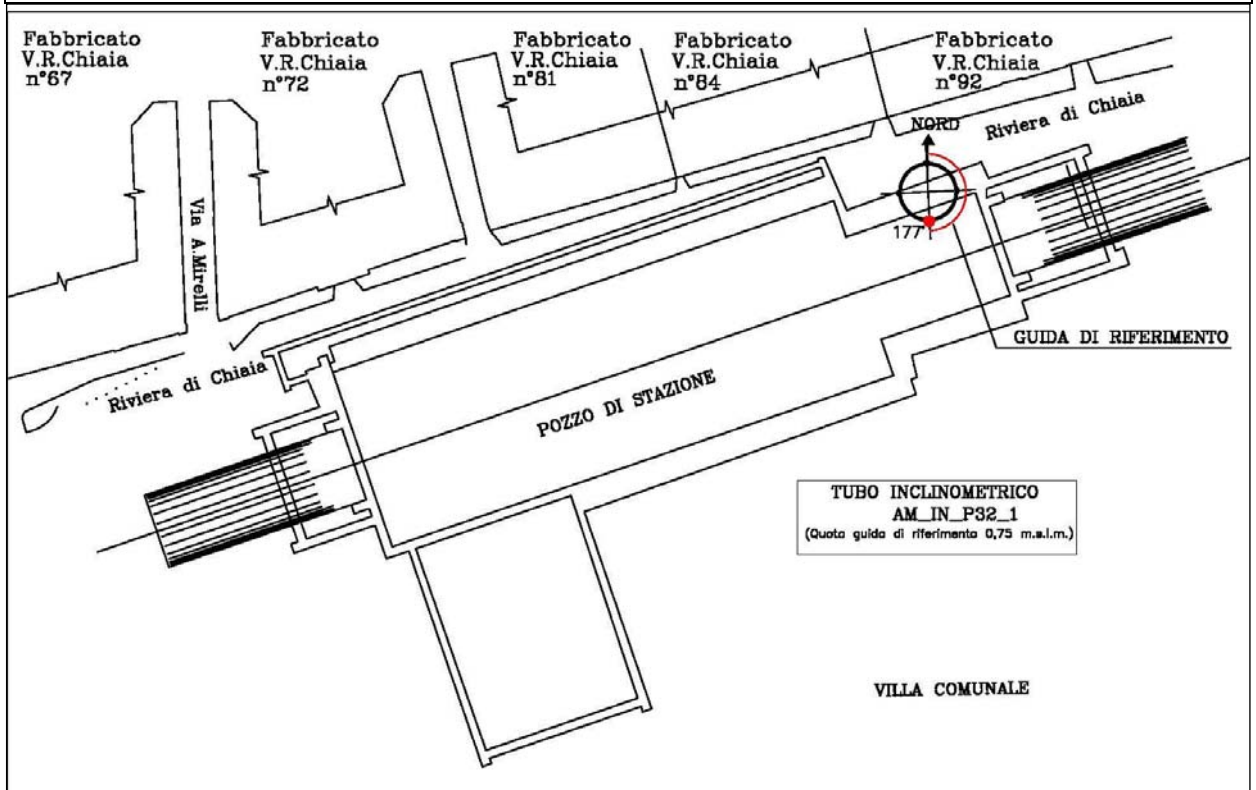 Fabbricato
V.R.Chiaia
n°67
Fabbricato
V.R.Chiaia
n°72
Fabbricato
V.R.Chiaia
n°81
Fabbricato
V.R.Chiaia
n°84
Fabbricato
V.R.Chiaia
n°92
NORD
Riviera di Chiaia
Via A.Mirelli
177°
GUIDA DI RIFERIMENTO
Riviera di Chiaia
POZZO DI STAZIONE
TUBO INCLINOMETRICO
AM_IN_P32_1
(Quota guida di riferimento 0,75 m.s.l.m.)
VILLA COMUNALE